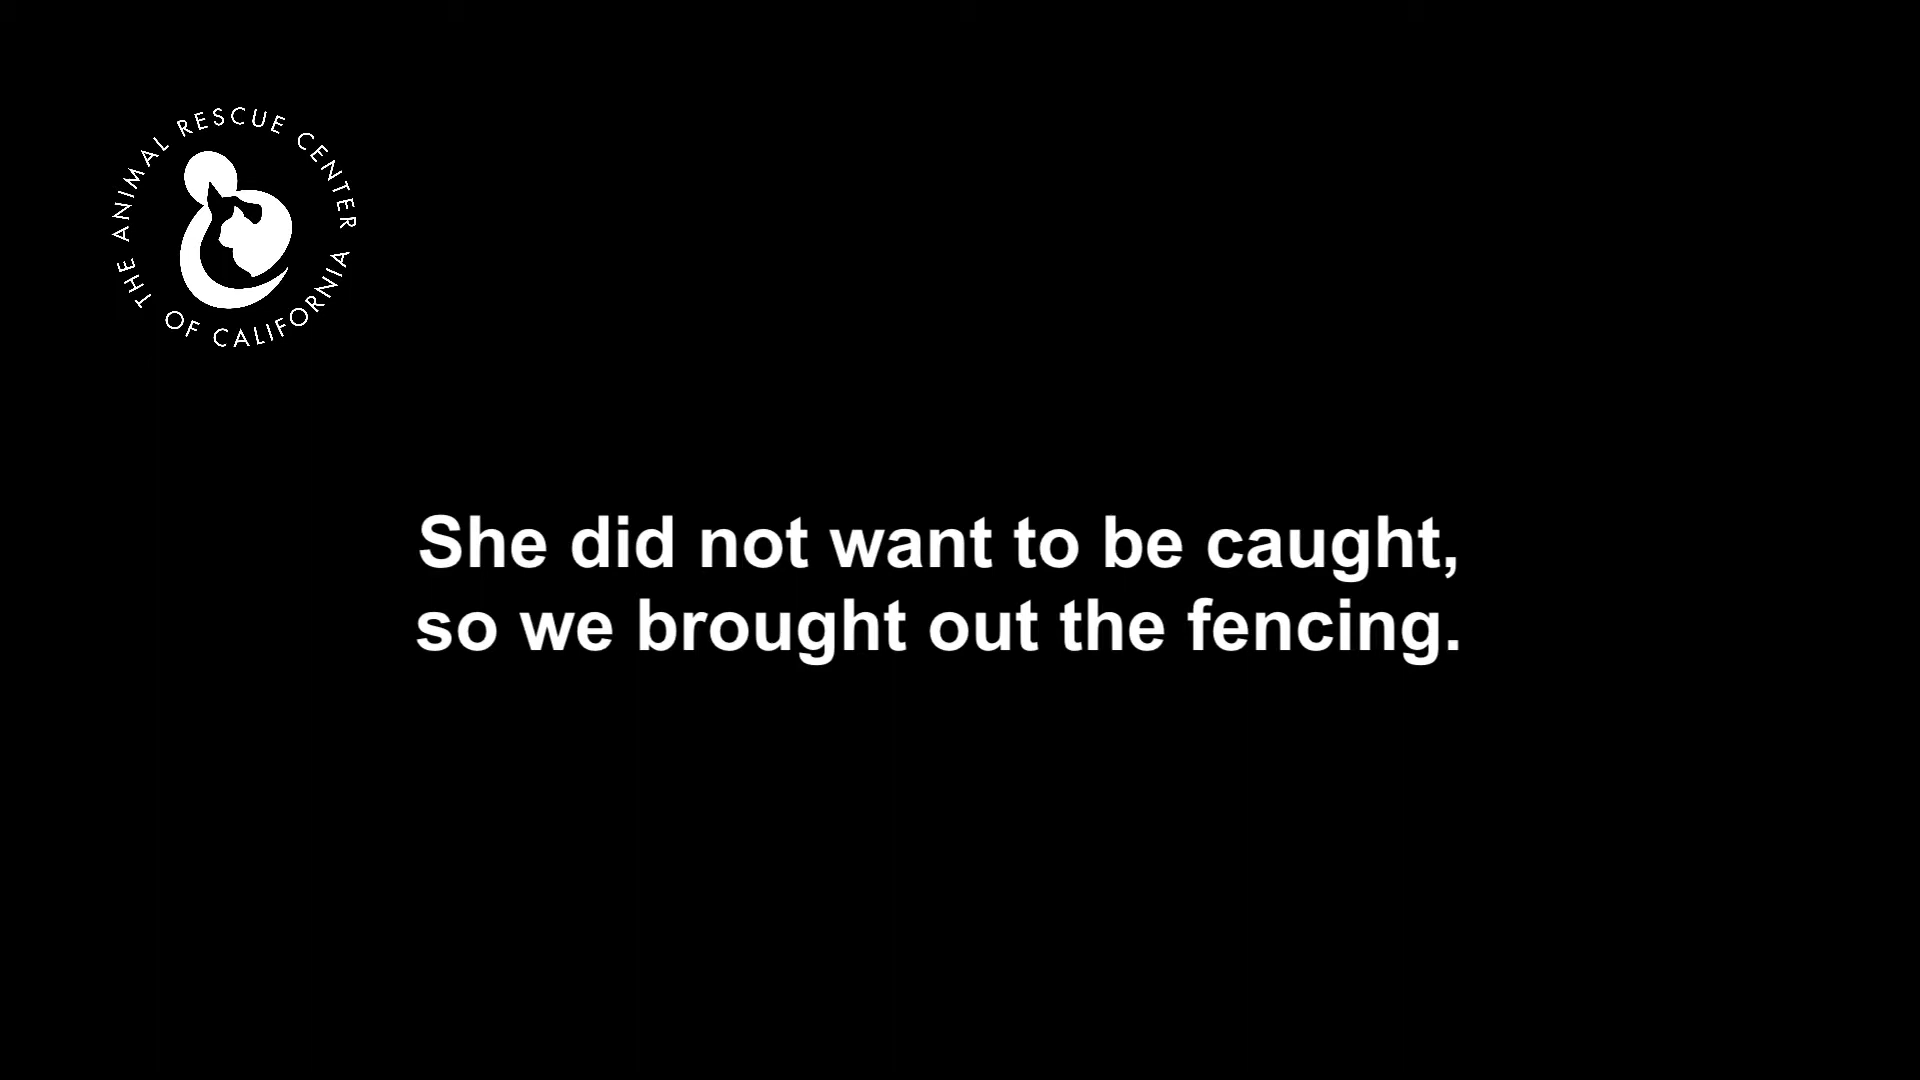 THE ANIMAL RESCUE CENTER
OF CALIFORNIA
She did not want to be caught,
so we brought out the fencing.